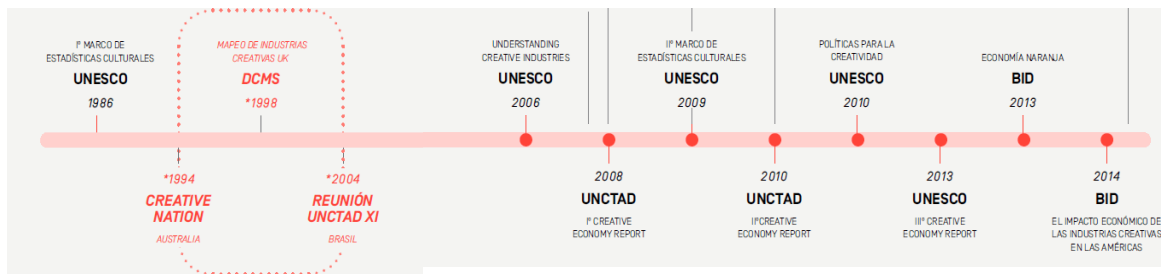 Iº MARCO DE
ESTADÍSTICAS CULTURALES
UNESCO
1986
MAPEO DE INDUSTRIAS
CREATIVAS UK
DCMS
*1998
UNDERSTANDING
CREATIVE INDUSTRIES
UNESCO
2006
IIº MARCO DE
ESTADÍSTICAS CULTURALES
UNESCO
2009
POLÍTICAS PARA LA
CREATIVIDAD
UNESCO
2010
ECONOMÍA NARANJA
BID
2013
*1994
CREATIVE
NATION
AUSTRALIA
*2004
REUNIÓN
UNCTAD XI
BRASIL
2008
UNCTAD
Iº CREATIVE
ECONOMY REPORT
2010
UNCTAD
IIºCREATIVE
ECONOMY REPORT
2013
UNESCO
IIIº CREATIVE
ECONOMY REPORT
2014
BID
EL IMPACTO ECONÓMICO DE
LAS INDUSTRIAS CREATIVAS
EN LAS AMÉRICAS